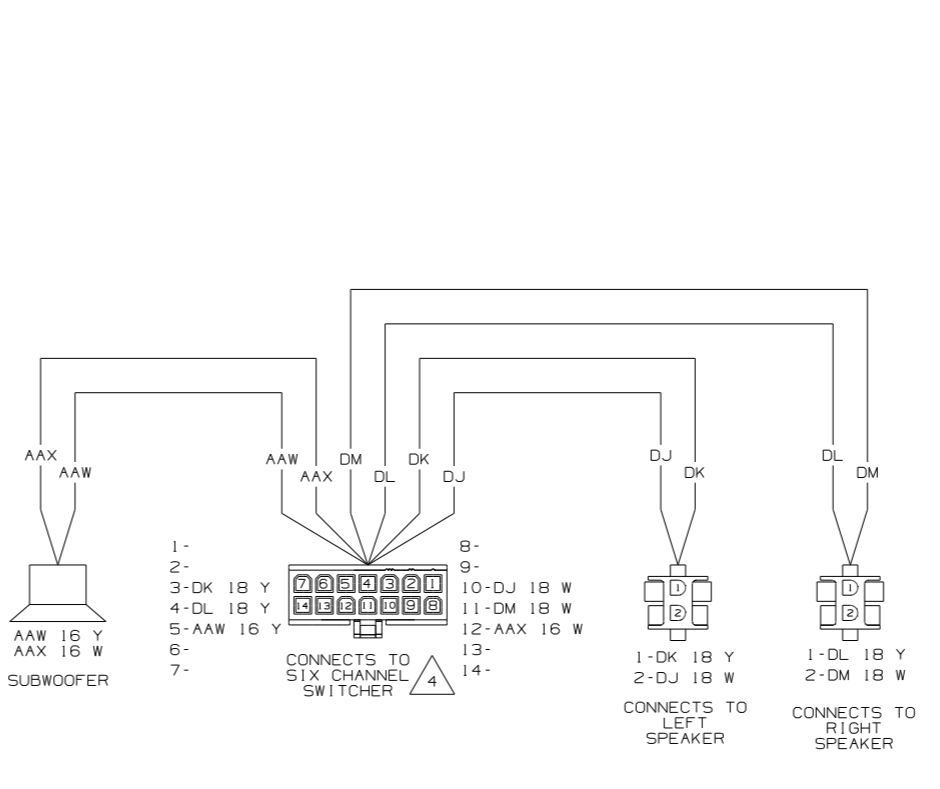 AAX
AAW
AAW
AAX
DM
DL
DK
DJ
DJ
DK
DL
DM
AAW 16 Y
AAX 16 W
SUBWOOFER
1-
2-
3-DK 18 Y
4-DL 18 Y
5-AAW 16 Y
6-
7-
7 6 5 4 3 2 1
14 13 12 11 10 9 8
CONNECTS TO
SIX CHANNEL
SWITCHER
4
8-
9-
10-DJ 18 W
11-DM 18 W
12-AAX 16 W
13-
14-
1
2
1-DK 18 Y
2-DJ 18 W
CONNECTS TO
LEFT
SPEAKER
1
2
1-DL 18 Y
2-DM 18 W
CONNECTS TO
RIGHT
SPEAKER